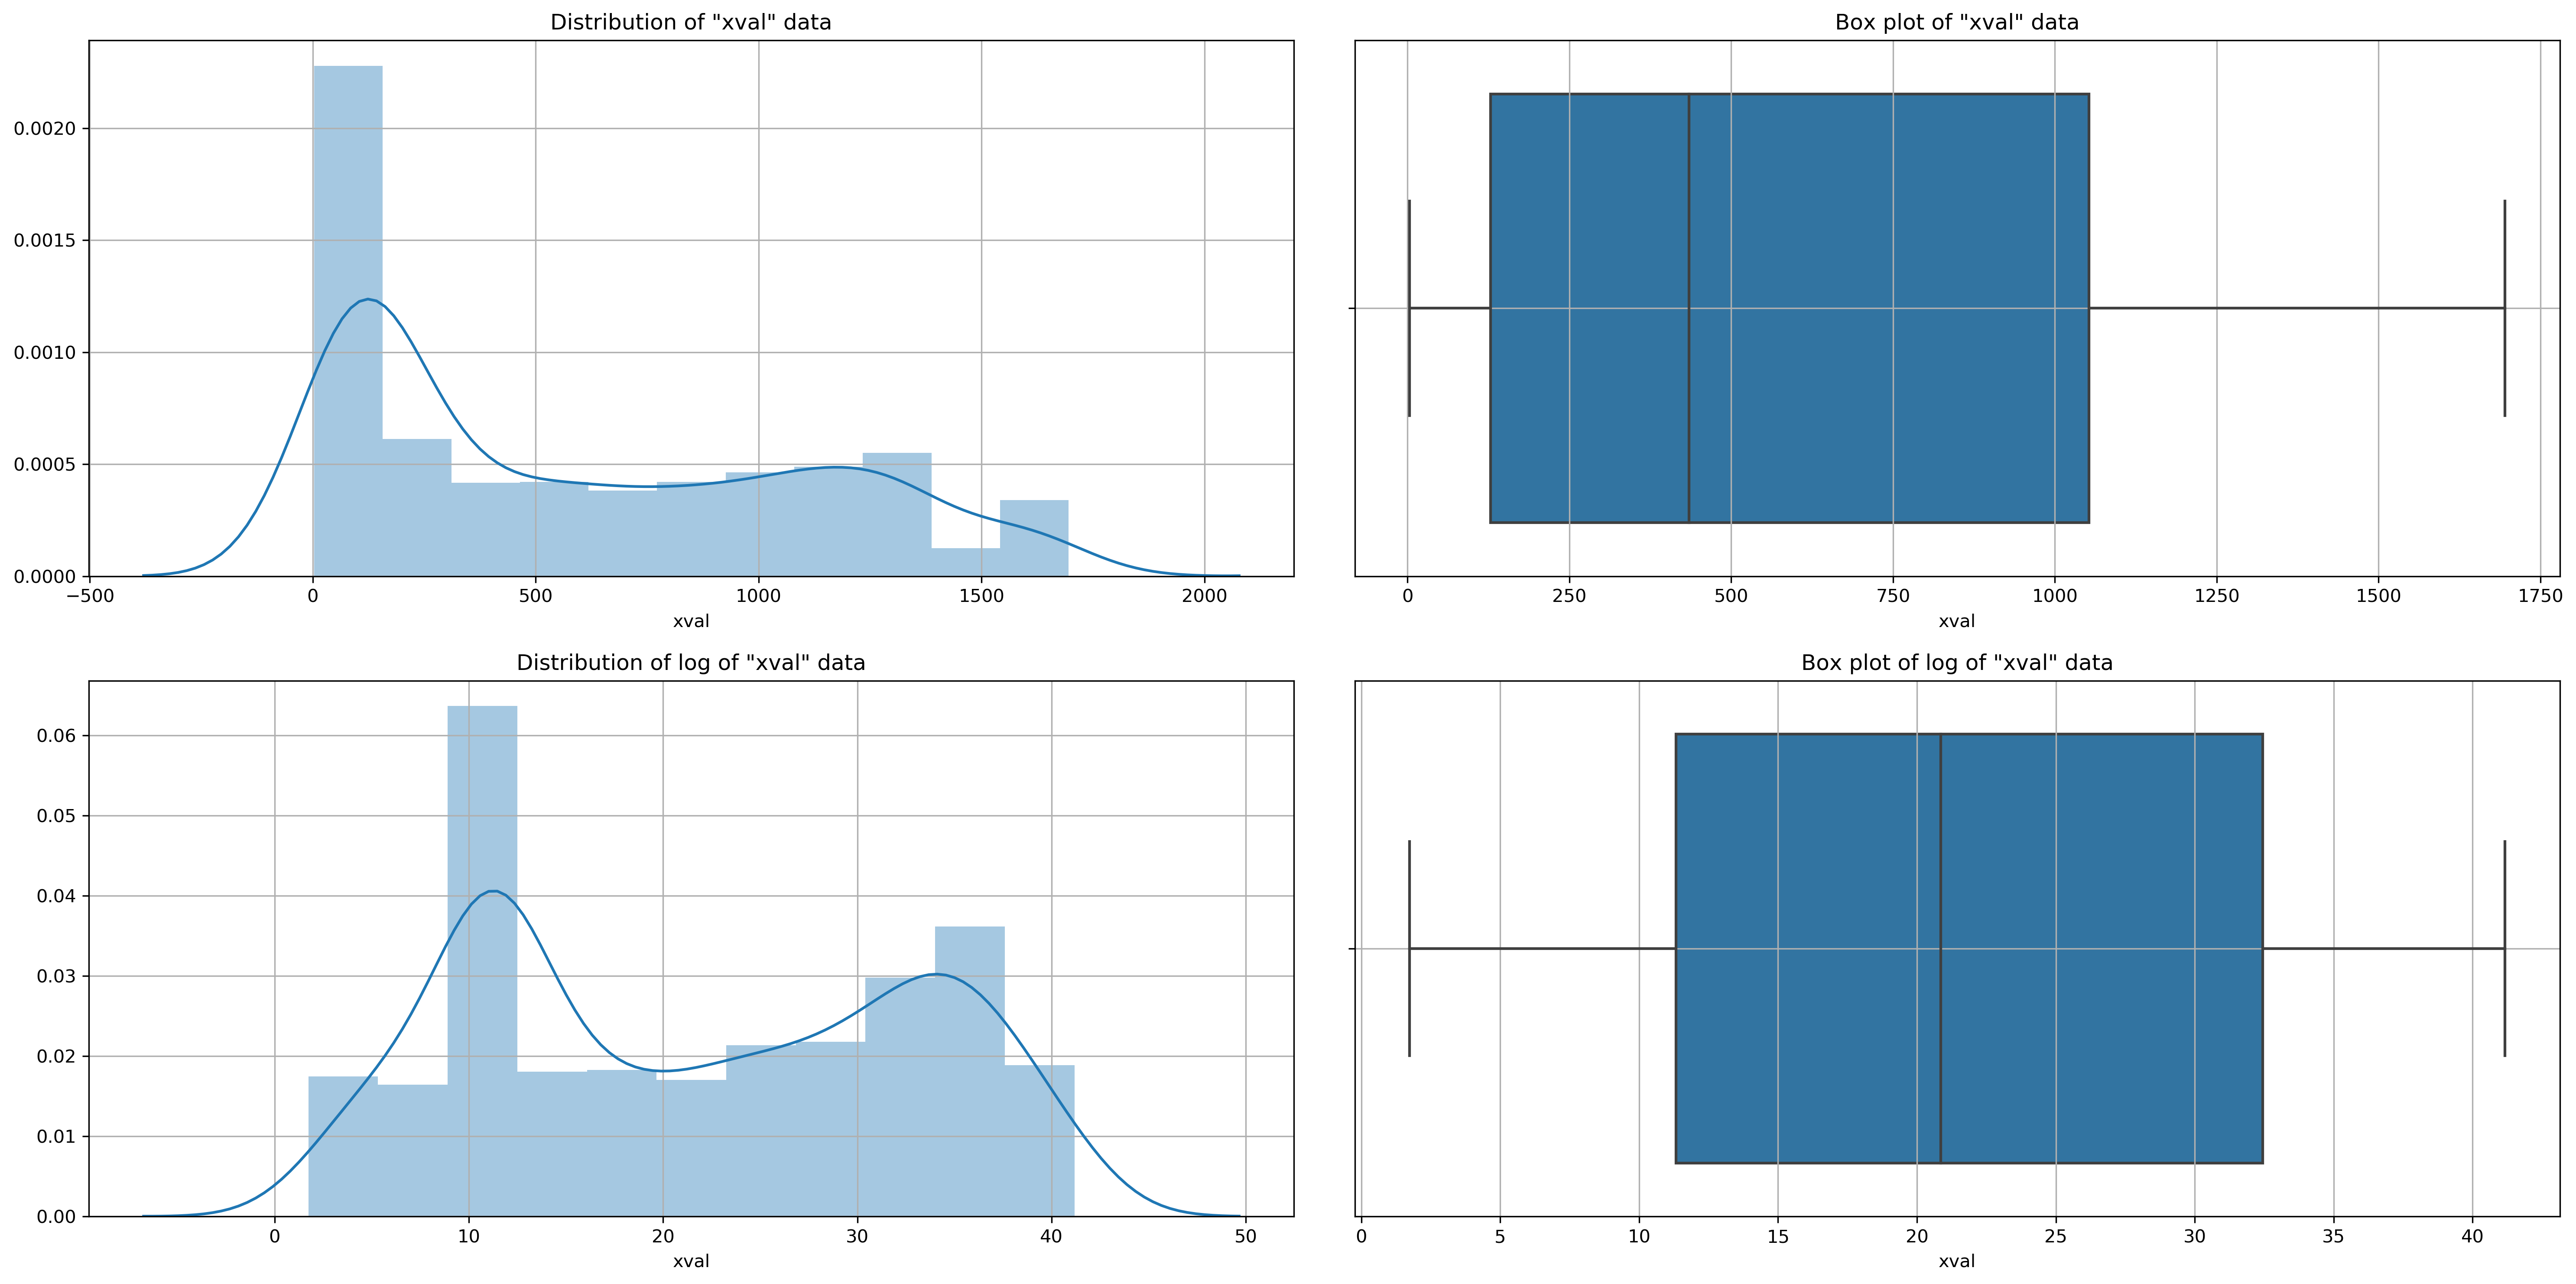 Distribution of "xval" data
0.0020
0.0015
0.0010
0.0005
0.0000
−500 0 500 1000 1500 2000
xval
Box plot of "xval" data
0 250 500 750 1000 1250 1500 1750
xval
Distribution of log of "xval" data
0.06
0.05
0.04
0.03
0.02
0.01
0.00
0 10 20 30 40 50
xval
Box plot of log of "xval" data
0 5 10 15 20 25 30 35 40
xval